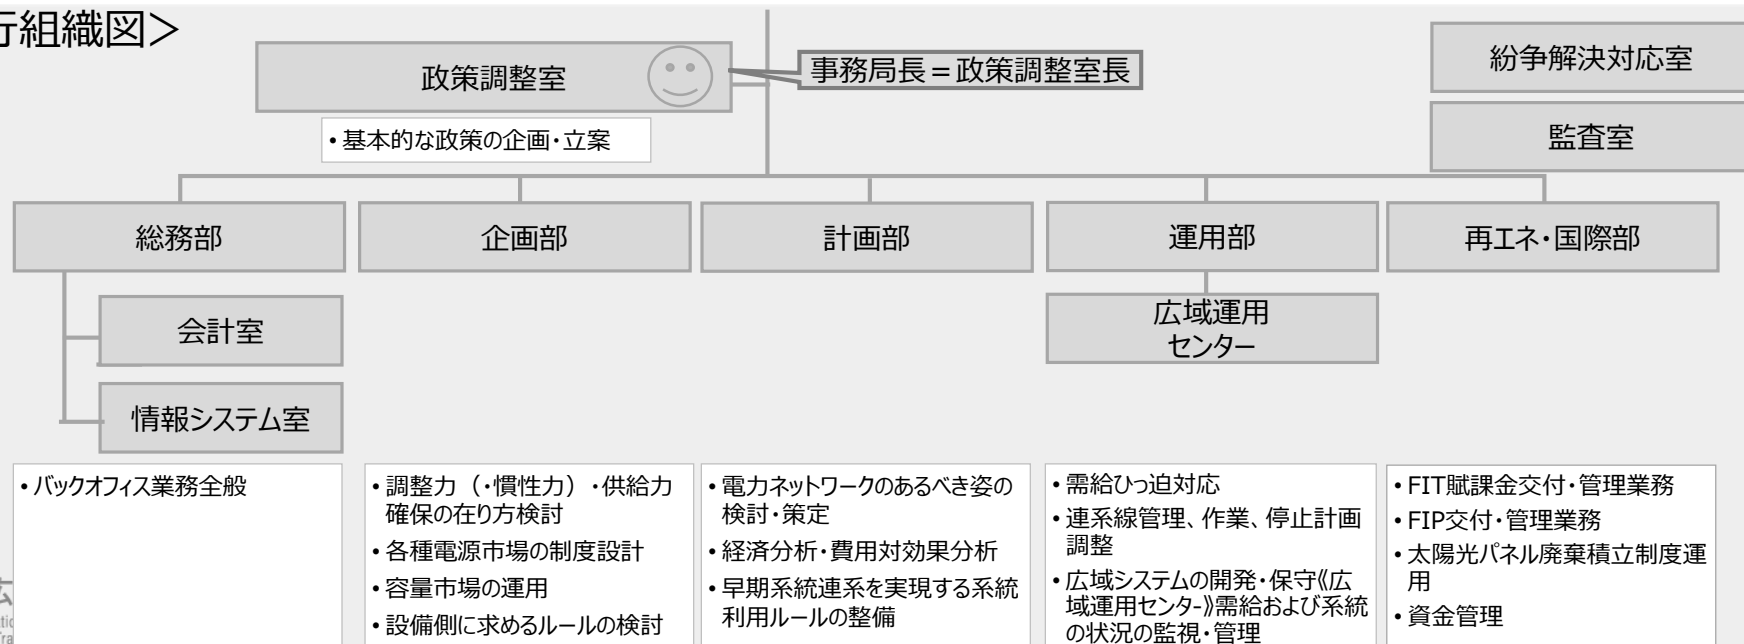 行組織図＞
政策調整室
事務局長＝政策調整室長
紛争解決対応室
・基本的な政策の企画・立案
監査室
総務部
企画部
計画部
運用部
再エネ・国際部
会計室
広域運用
センター
情報システム室
・バックオフィス業務全般
・調整力（・慣性力）・供給力
確保の在り方検討
・各種電源市場の制度設計
・容量市場の運用
・設備側に求めるルールの検討
・電力ネットワークのあるべき姿の
検討・策定
・経済分析・費用対効果分析
・早期系統連系を実現する系統
利用ルールの整備
・需給ひっ迫対応
・連系線管理、作業、停止計画
調整
・広域システムの開発・保守《広
域運用センタ-》需給および系統
の状況の監視・管理
・FIT賦課金交付・管理業務
・FIP交付・管理業務
・太陽光パネル廃棄積立制度運
用
・資金管理